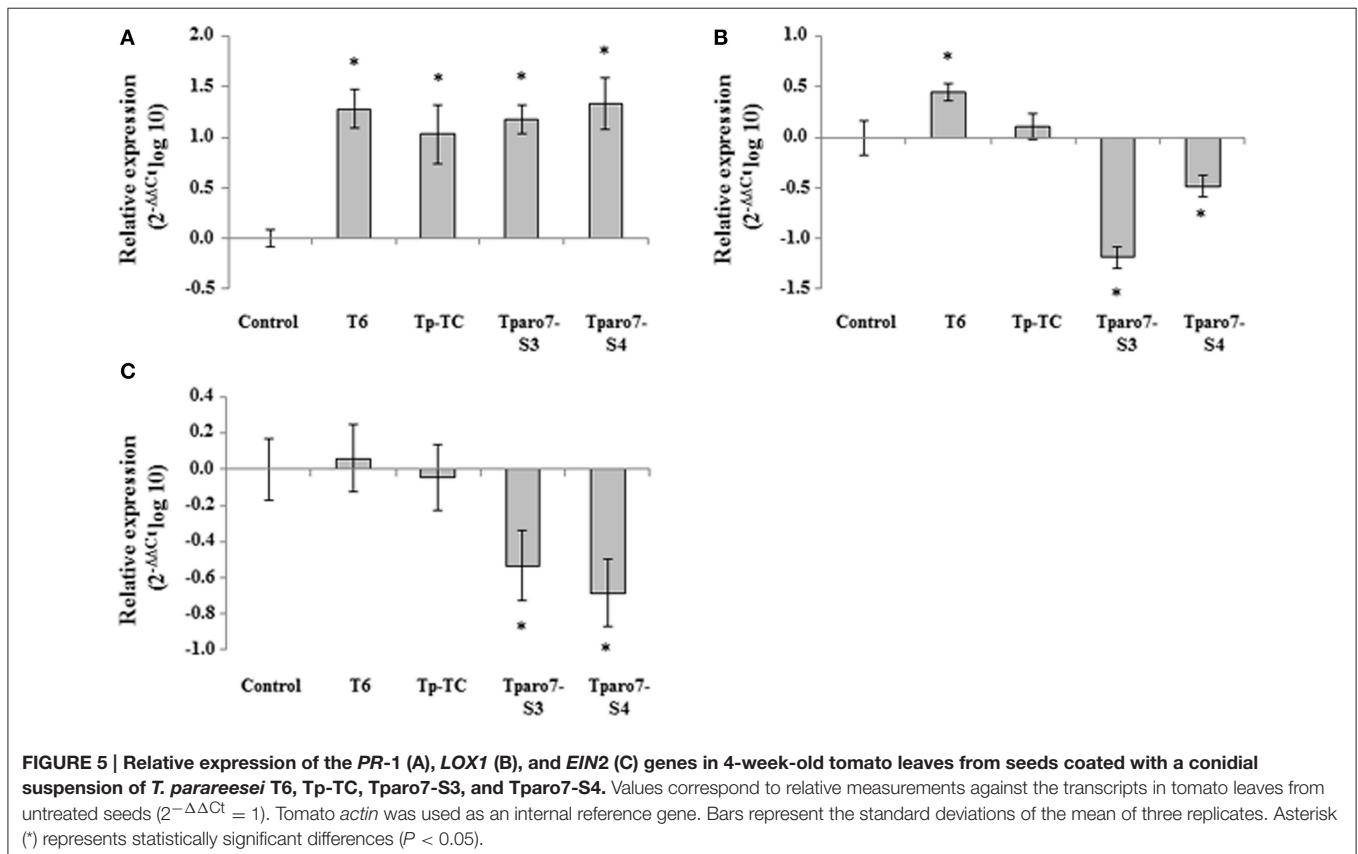 A
2.0
1.5
1.0
0.5
0.0
-0.5
Relative expression
(2-ΔΔCt log 10)
*
*
*
*
Control T6 Tp-TC Tparo7-S3 Tparo7-S4
B
1.0
0.5
0.0
-0.5
-1.0
-1.5
Relative expression
(2-ΔΔCt log 10)
*
*
*
Control T6 Tp-TC Tparo7-S3 Tparo7-S4
C
0.4
0.2
0.0
-0.2
-0.4
-0.6
-0.8
-1.0
Relative expression
(2-ΔΔCt log 10)
*
*
Control T6 Tp-TC Tparo7-S3 Tparo7-S4
FIGURE 5 | Relative expression of the PR-1 (A), LOX1 (B), and EIN2 (C) genes in 4-week-old tomato leaves from seeds coated with a conidial
suspension of T. parareesei T6, Tp-TC, Tparo7-S3, and Tparo7-S4. Values correspond to relative measurements against the transcripts in tomato leaves from
untreated seeds (2−ΔΔCt = 1). Tomato actin was used as an internal reference gene. Bars represent the standard deviations of the mean of three replicates. Asterisk
(*) represents statistically significant differences (P < 0.05).